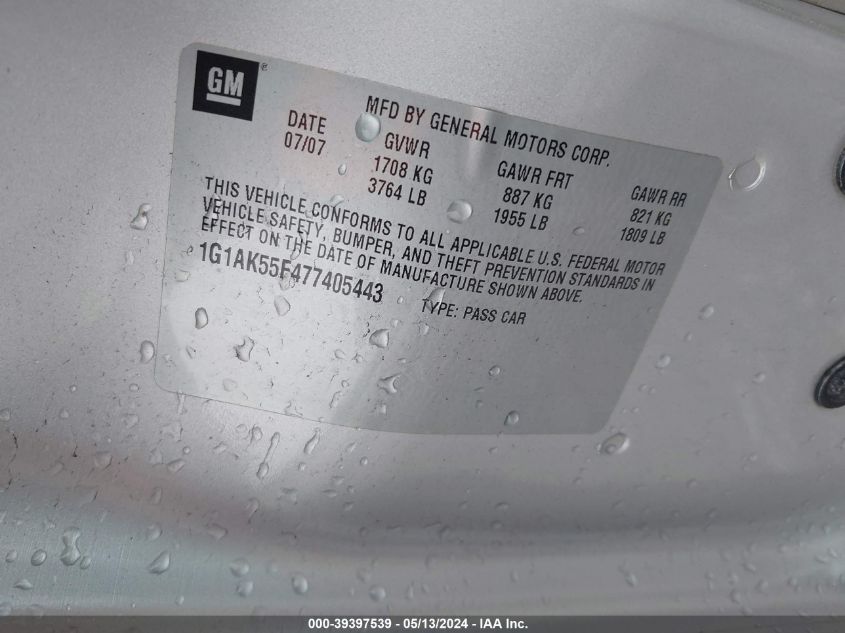 GM ®
MFD BY GENERAL MOTORS CORP.
DATE GVWR GAWR FRT GAWR RR
07/07 1708 KG 887 KG 821 KG
3764 LB 1955 LB 1809 LB
THIS VEHICLE CONFORMS TO ALL APPLICABLE U.S. FEDERAL MOTOR
VEHICLE SAFETY, BUMPER, AND THEFT PREVENTION STANDARDS IN
EFFECT ON THE DATE OF MANUFACTURE SHOWN ABOVE.
1G1AK55F477405443 TYPE: PASS CAR
000-39397539 - 05/13/2024 - IAA Inc.